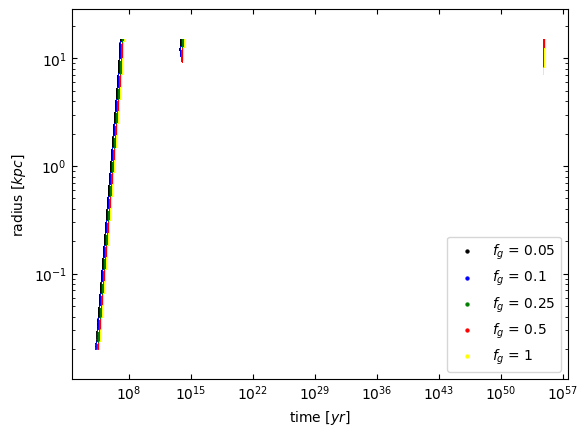 radius [kpc]
10¹
10⁰
10⁻¹
f_g = 0.05
f_g = 0.1
f_g = 0.25
f_g = 0.5
f_g = 1
10⁸ 10¹⁵ 10²² 10²⁹ 10³⁶ 10⁴³ 10⁵⁰ 10⁵⁷
time [yr]